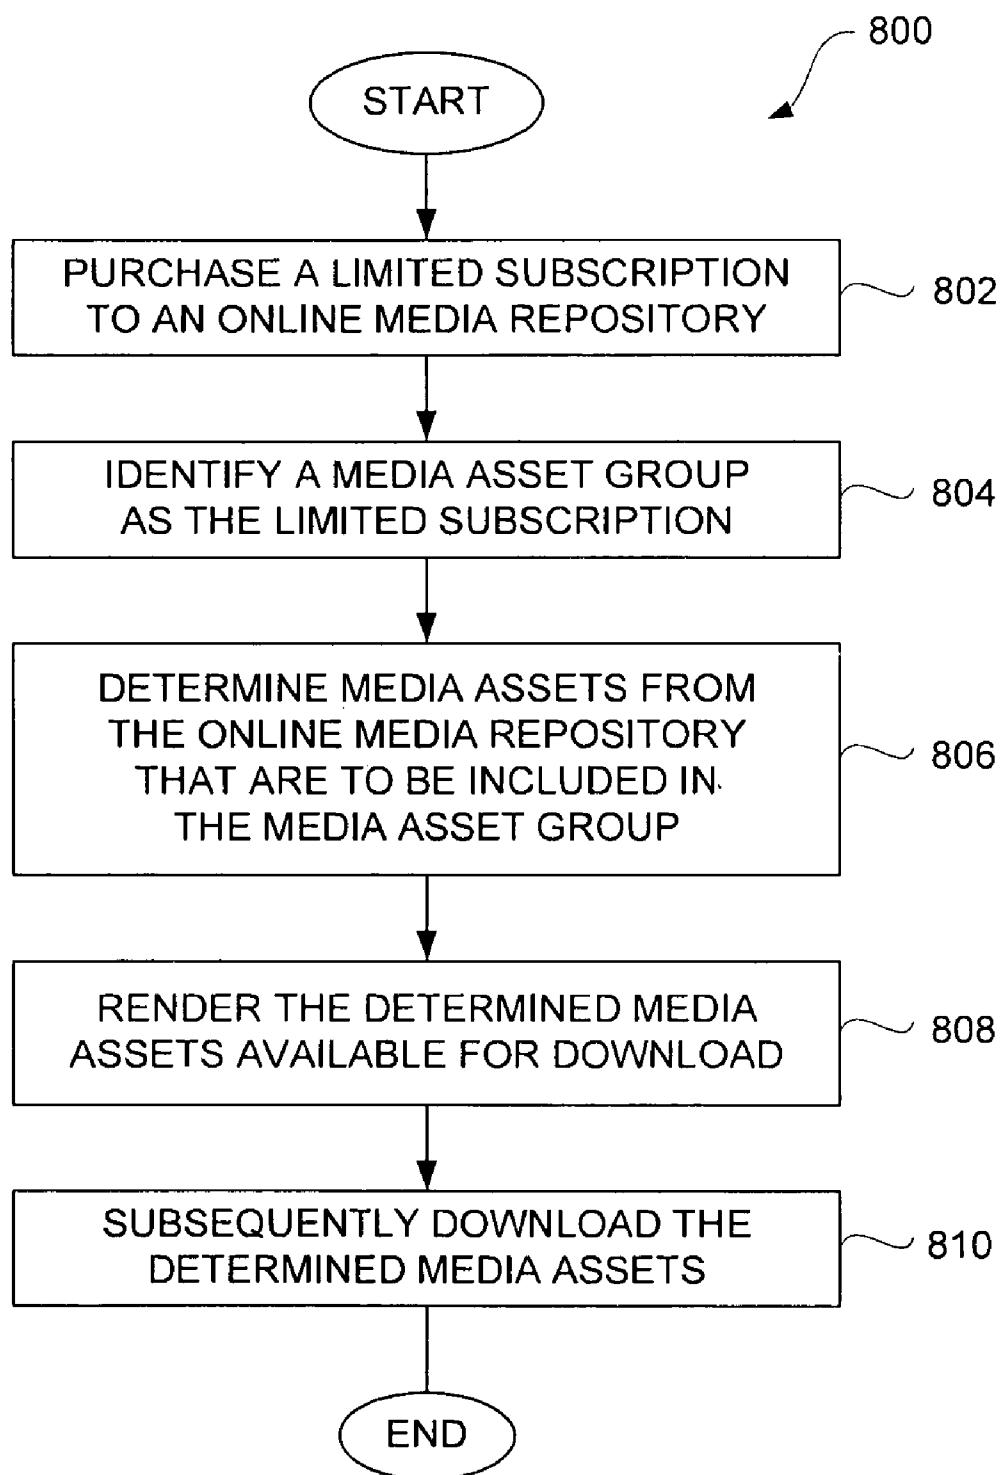 800
START
PURCHASE A LIMITED SUBSCRIPTION
TO AN ONLINE MEDIA REPOSITORY
802
IDENTIFY A MEDIA ASSET GROUP
AS THE LIMITED SUBSCRIPTION
804
DETERMINE MEDIA ASSETS FROM
THE ONLINE MEDIA REPOSITORY
THAT ARE TO BE INCLUDED IN
THE MEDIA ASSET GROUP
806
RENDER THE DETERMINED MEDIA
ASSETS AVAILABLE FOR DOWNLOAD
808
SUBSEQUENTLY DOWNLOAD THE
DETERMINED MEDIA ASSETS
810
END